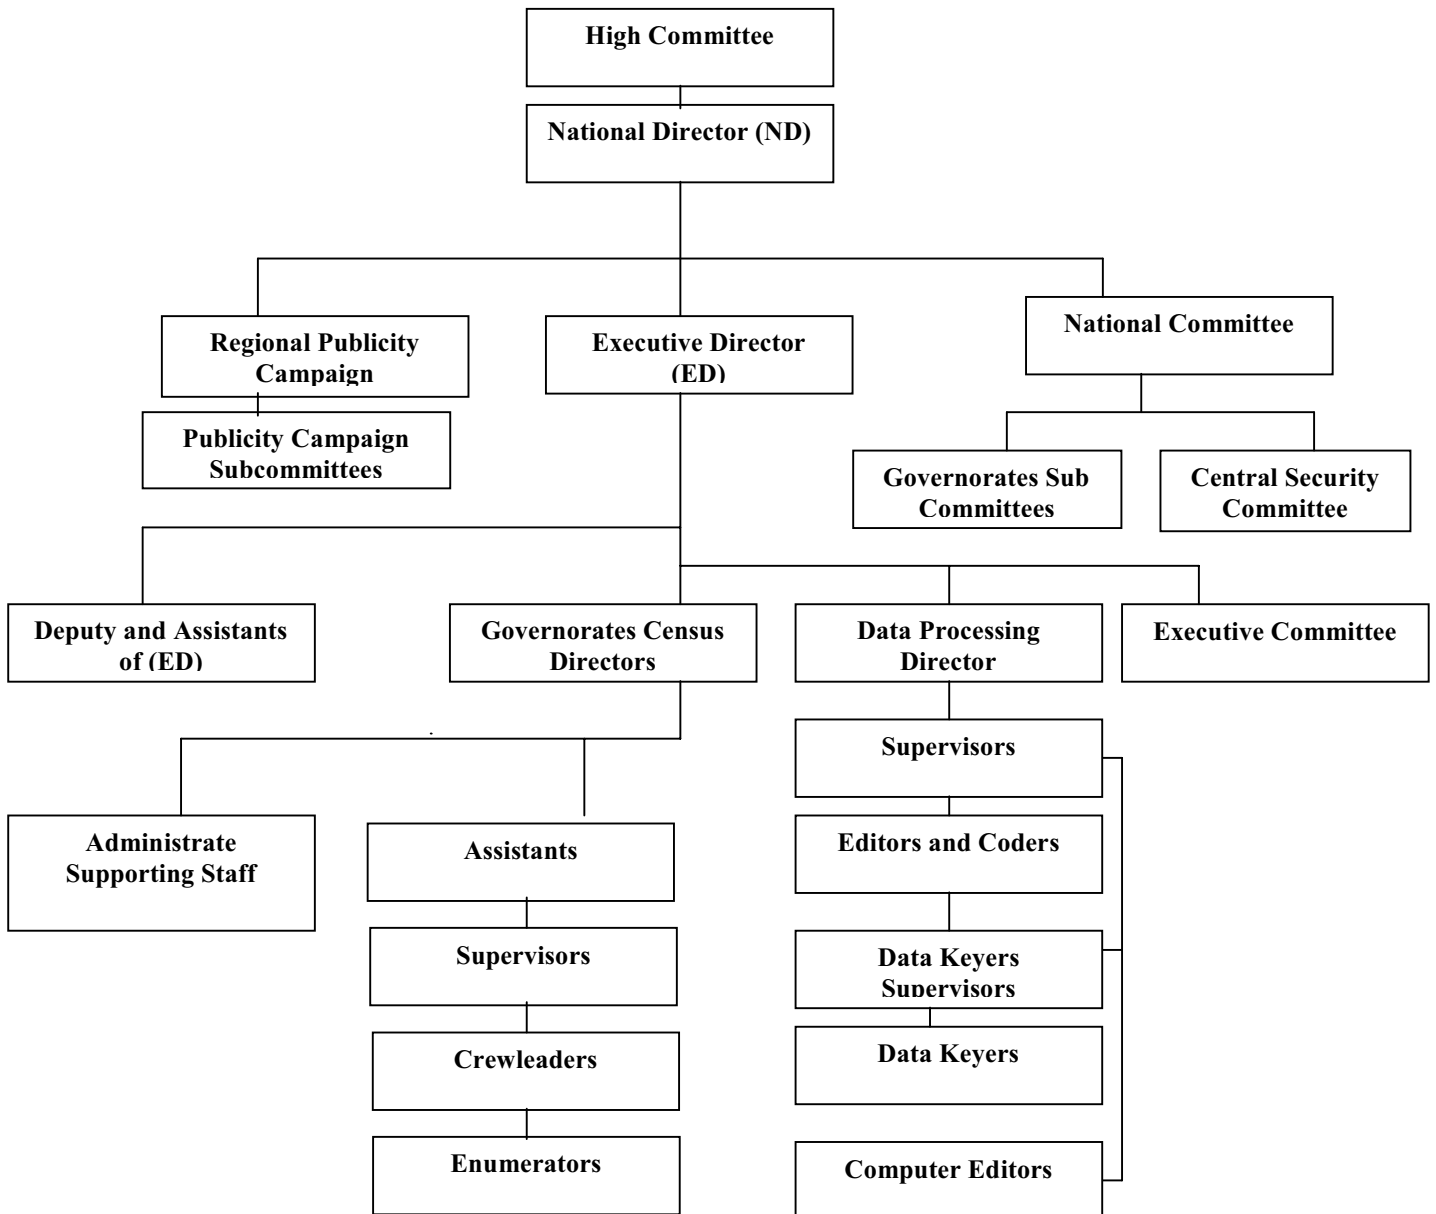 High Committee
National Director (ND)
Regional Publicity
Campaign
Executive Director
(ED)
National Committee
Publicity Campaign
Subcommittees
Governorates Sub
Committees
Central Security
Committee
Deputy and Assistants
of (ED)
Governorates Census
Directors
Data Processing
Director
Executive Committee
Supervisors
Administrate
Supporting Staff
Assistants
Editors and Coders
Supervisors
Data Keyers
Supervisors
Crewleaders
Data Keyers
Enumerators
Computer Editors